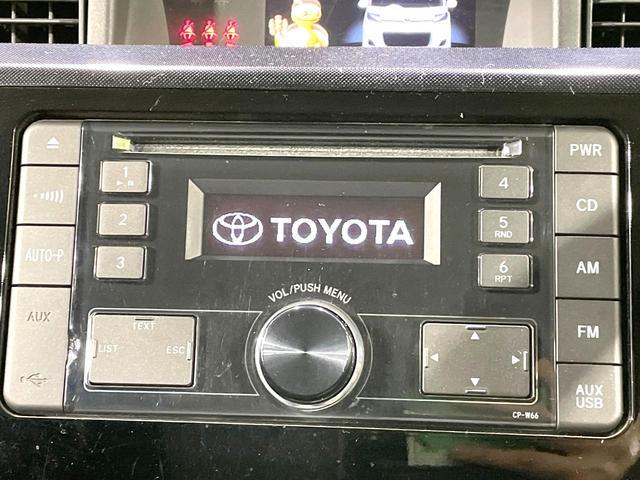 PWR
1
4
CD
2
5
RND
TOYOTA
AUTO-P
3
6
RPT
AM
VOL/PUSH MENU
AUX
TEXT
LIST
ESC
FM
AUX
USB
CP-W66